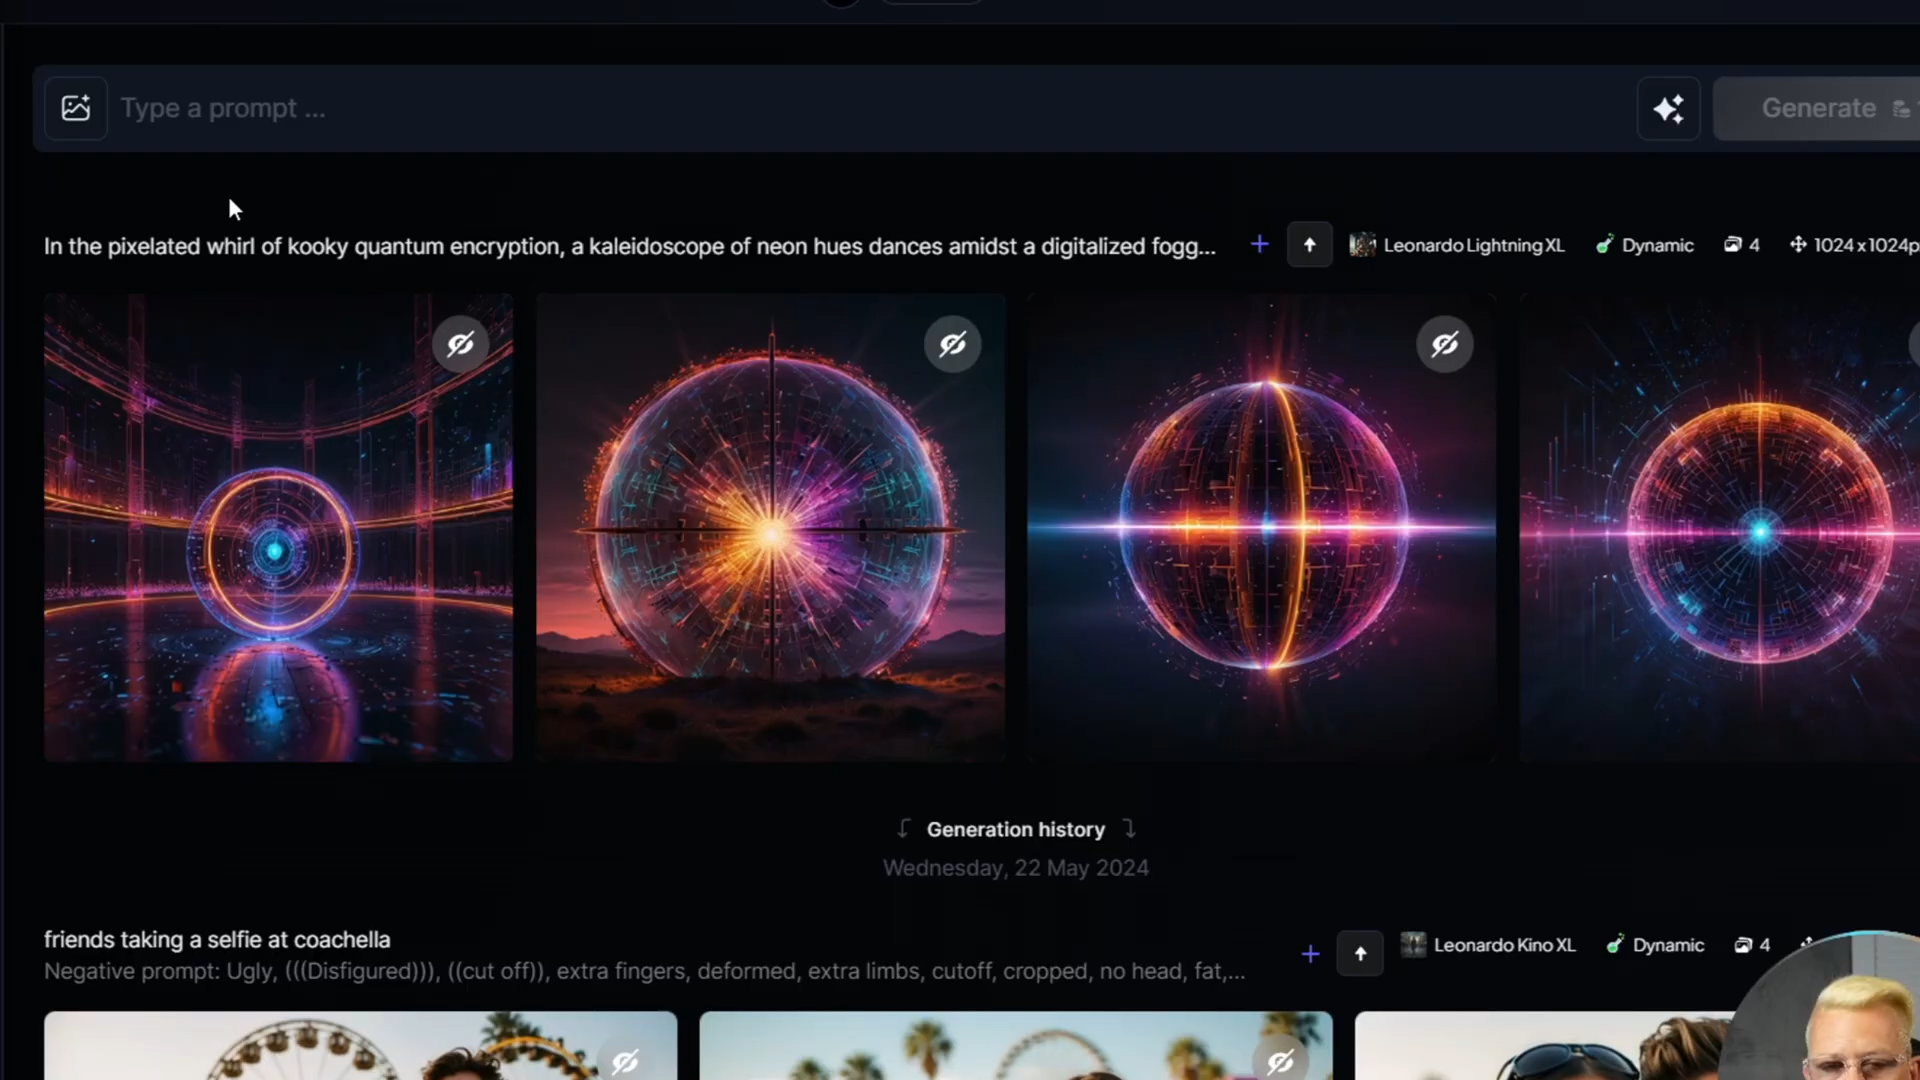 Type a prompt ...
Generate
In the pixelated whirl of kooky quantum encryption, a kaleidoscope of neon hues dances amidst a digitalized fogg...
Leonardo Lightning XL
Dynamic
4
1024 x 1024p
Generation history
Wednesday, 22 May 2024
friends taking a selfie at coachella
Negative prompt: Ugly, (((Disfigured))), ((cut off)), extra fingers, deformed, extra limbs, cutoff, cropped, no head, fat,...
Leonardo Kino XL
Dynamic
4